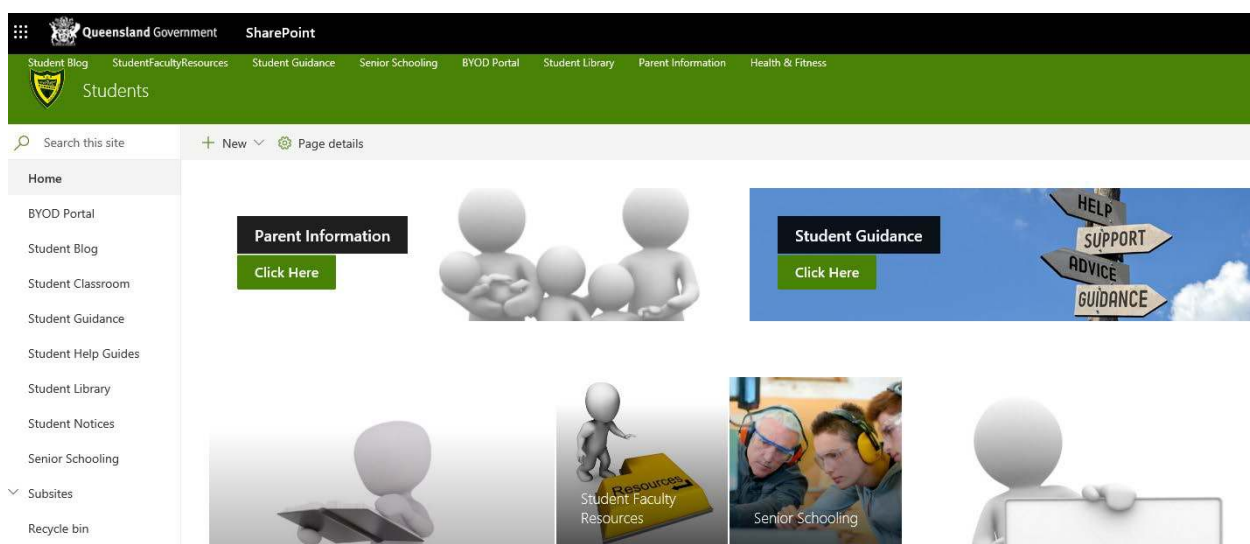 Queensland Government SharePoint
Student Blog StudentFacultyResources Student Guidance Senior Schooling BYOD Portal Student Library Parent Information Health & Fitness
Students
Search this site
New Page details
Home
BYOD Portal
Student Blog
Student Classroom
Student Guidance
Student Help Guides
Student Library
Student Notices
Senior Schooling
Subsites
Recycle bin
Parent Information
Click Here
Student Guidance
Click Here
HELP
SUPPORT
ADVICE
GUIDANCE
Resources
Student Faculty
Resources
Senior Schooling